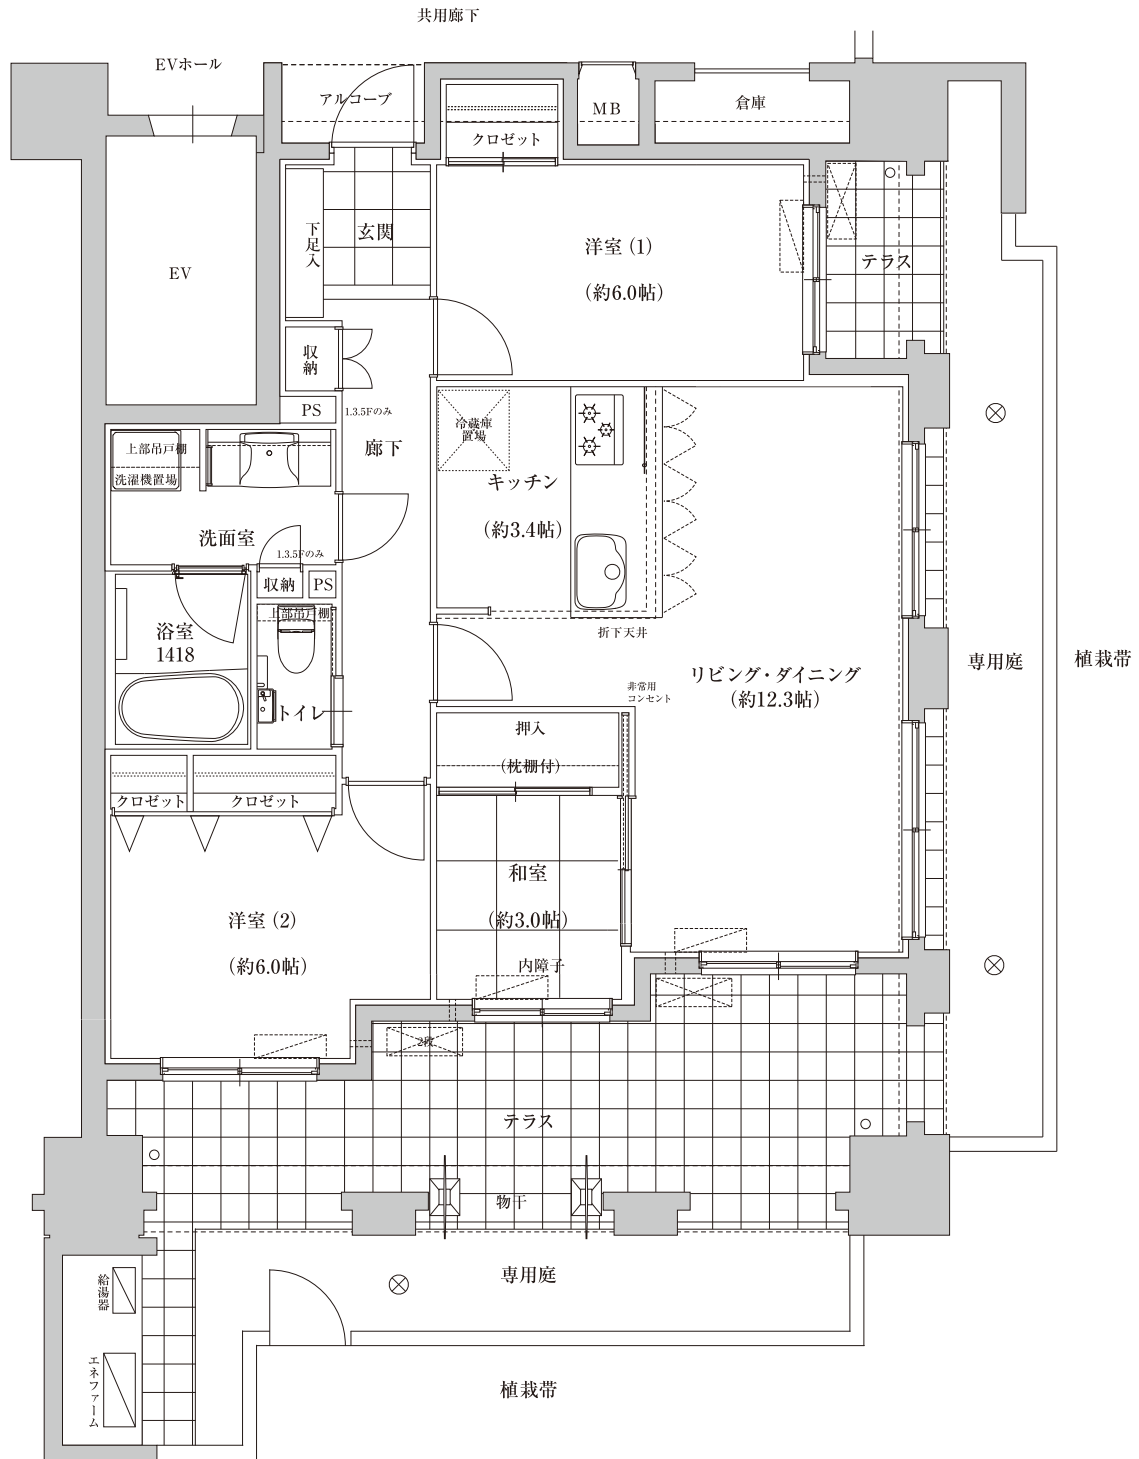 共用廊下
EVホール
アルコーブ
クロゼット
MB
倉庫
EV
下足入
玄関
洋室(1)
(約6.0帖)
テラス
収納
PS
1.3.5Fのみ
廊下
冷蔵庫
置場
キッチン
(約3.4帖)
上部吊戸棚
洗濯機置場
洗面室
1.3.5Fのみ
収納
PS
上部吊戸棚
浴室
1418
トイレ
折下天井
リビング・ダイニング
(約12.3帖)
非常用
コンセント
専用庭
植栽帯
押入
(枕棚付)
クロゼット
クロゼット
和室
(約3.0帖)
内障子
洋室(2)
(約6.0帖)
2段
テラス
物干
専用庭
給湯器
エネファーム
植栽帯